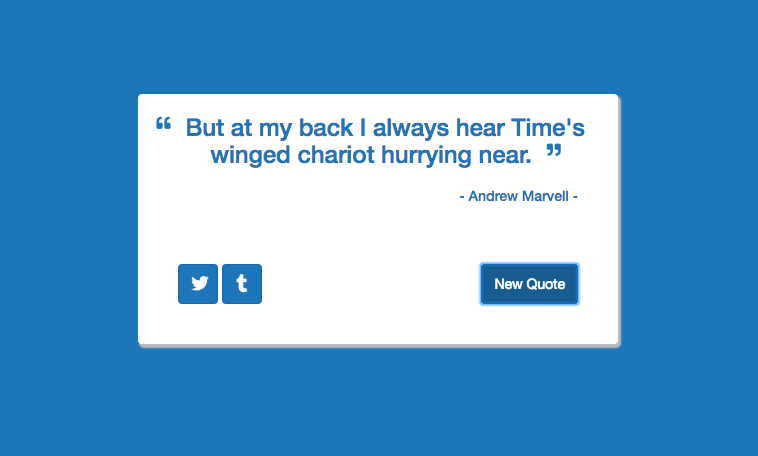 “ But at my back I always hear Time's
winged chariot hurrying near. ”
- Andrew Marvell -
New Quote